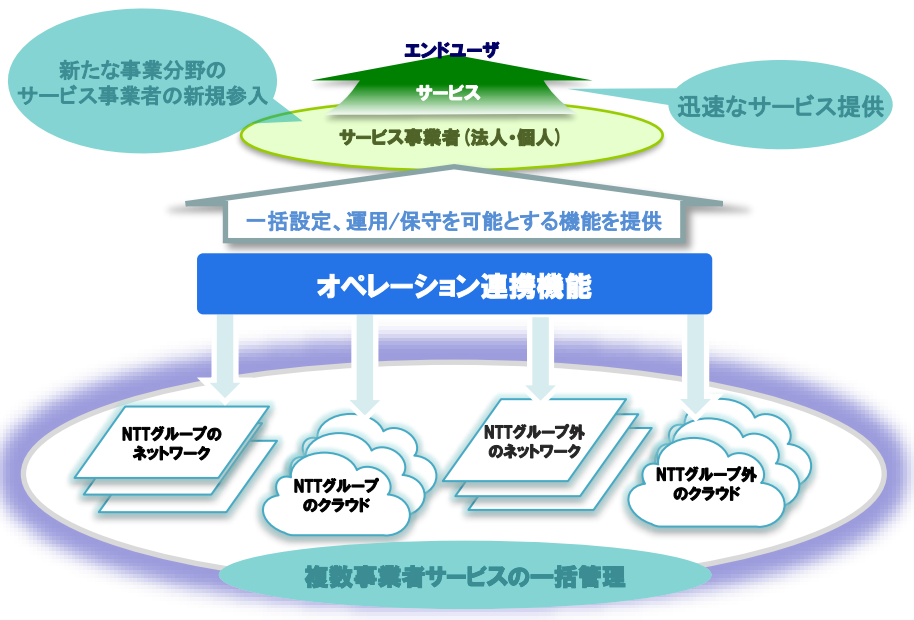 エンドユーザ
新たな事業分野の
サービス事業者の新規参入
サービス
迅速なサービス提供
サービス事業者(法人・個人)
一括設定、運用/保守を可能とする機能を提供
オペレーション連携機能
NTTグループの
ネットワーク
NTTグループ
のクラウド
NTTグループ外
のネットワーク
NTTグループ外
のクラウド
複数事業者サービスの一括管理